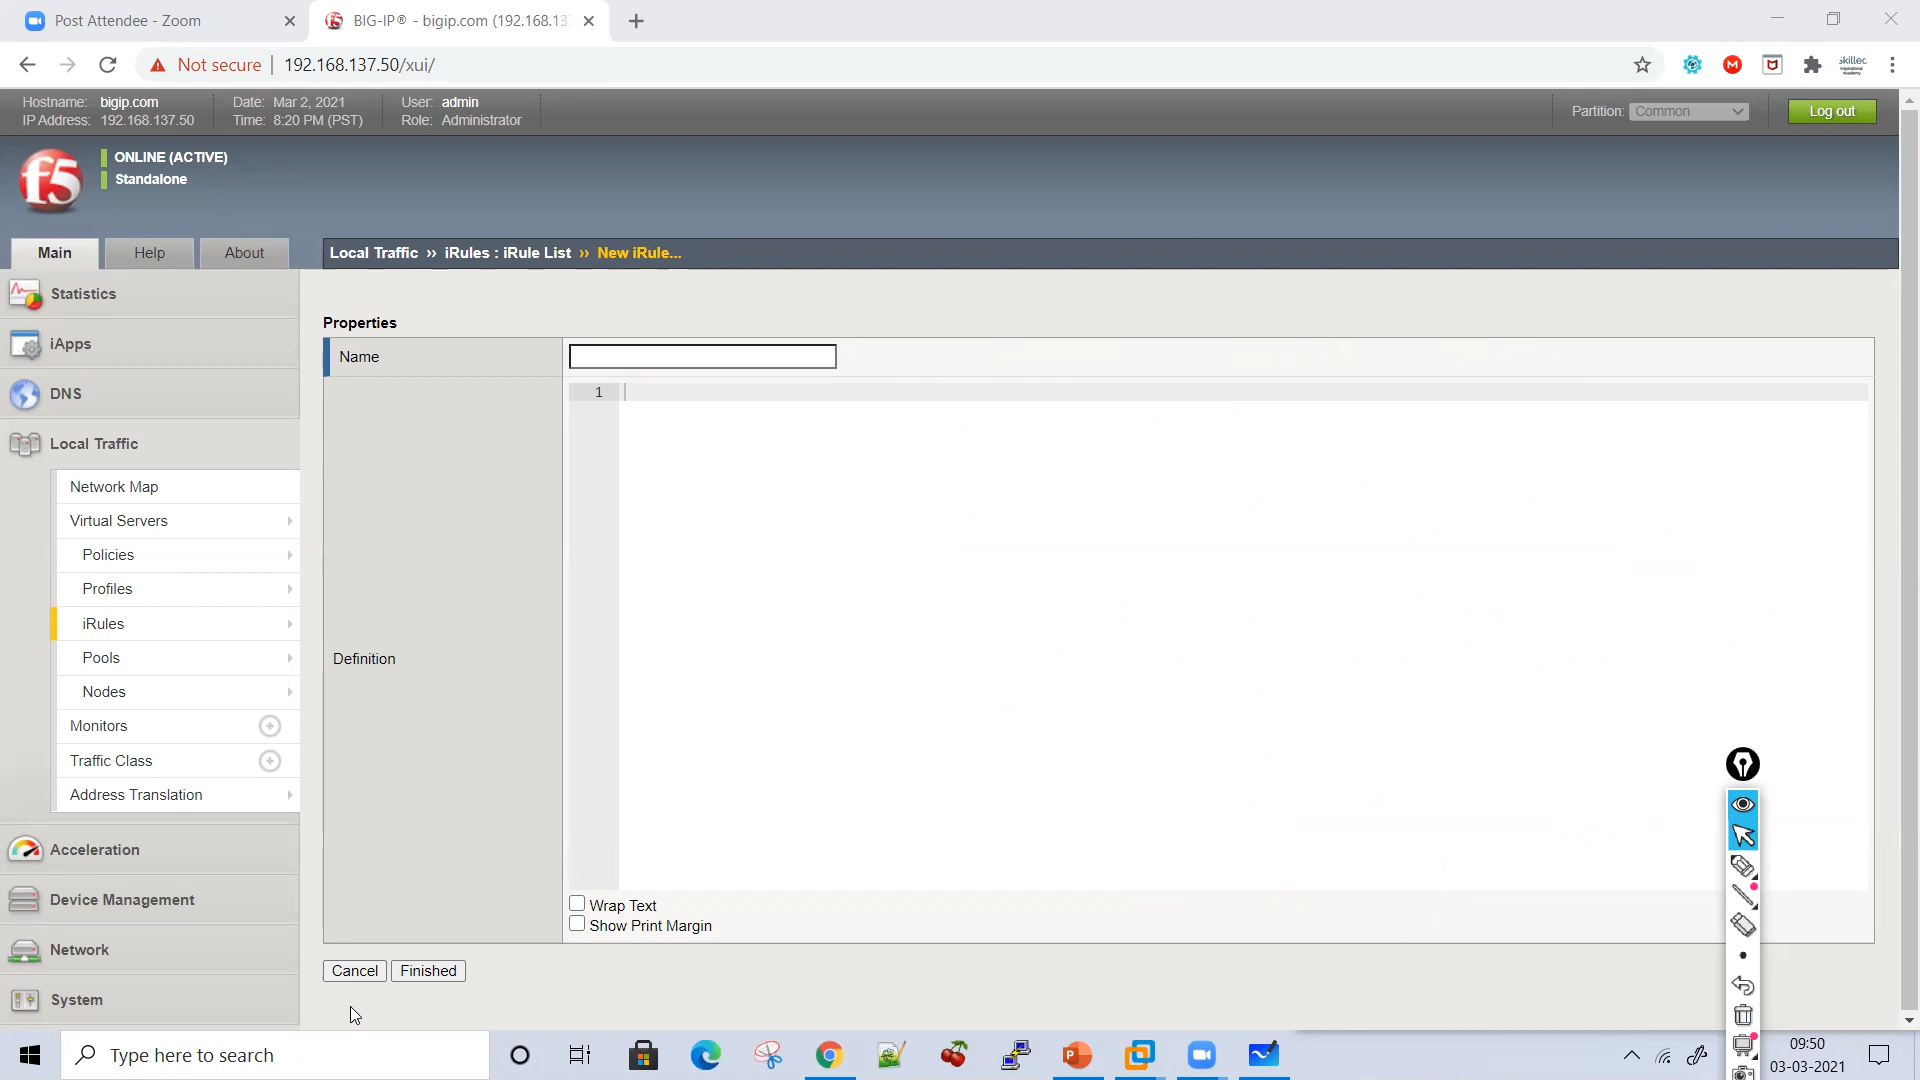 Post Attendee - Zoom
BIG-IP® - bigip.com (192.168.137
Not secure
192.168.137.50/xui/
skillec
Inspirational
Academy
Hostname: bigip.com
IP Address: 192.168.137.50
Date: Mar 2, 2021
Time: 8:20 PM (PST)
User: admin
Role: Administrator
Partition: Common
Log out
f5
ONLINE (ACTIVE)
Standalone
Main
Help
About
Local Traffic ›› iRules : iRule List ›› New iRule...
Statistics
iApps
DNS
Local Traffic
Network Map
Virtual Servers
Policies
Profiles
iRules
Pools
Nodes
Monitors
Traffic Class
Address Translation
Acceleration
Device Management
Network
System
Properties
Name
1
Definition
Wrap Text
Show Print Margin
Cancel
Finished
Type here to search
09:50
03-03-2021